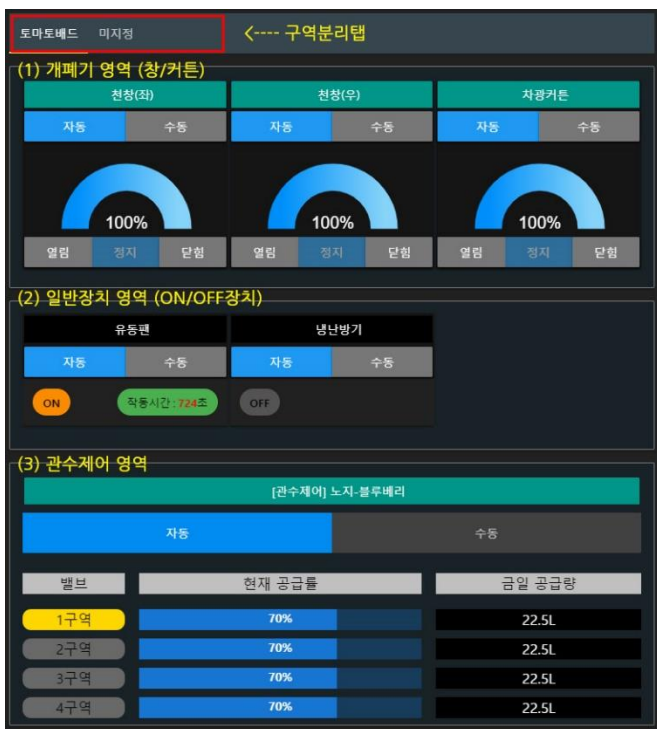 토마토배드 미지정 <---- 구역분리탭
(1) 개폐기 영역 (창/커튼)
천창(좌) 천창(우) 차광커튼
자동 수동 자동 수동 자동 수동
100% 100% 100%
열림 정지 닫힘 열림 정지 닫힘 열림 정지 닫힘
(2) 일반장치 영역 (ON/OFF장치)
유동팬 냉난방기
자동 수동 자동 수동
ON 작동시간 : 724초 OFF
(3) 관수제어 영역
[관수제어] 노지-블루베리
자동 수동
밸브 현재 공급률 금일 공급량
1구역 70% 22.5L
2구역 70% 22.5L
3구역 70% 22.5L
4구역 70% 22.5L